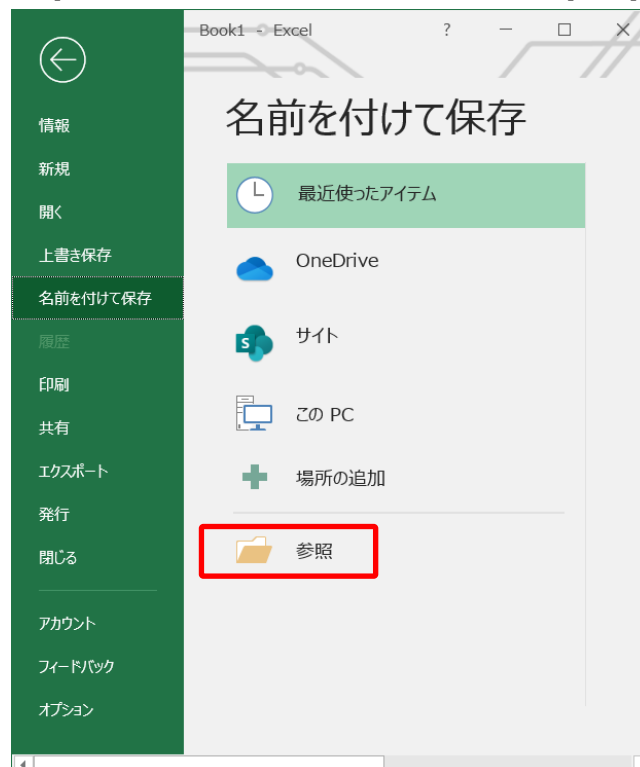 Book1 - Excel
?
名前を付けて保存
情報
新規
開く
上書き保存
名前を付けて保存
履歴
印刷
共有
エクスポート
発行
閉じる
アカウント
フィードバック
オプション
最近使ったアイテム
OneDrive
S
サイト
この PC
場所の追加
参照